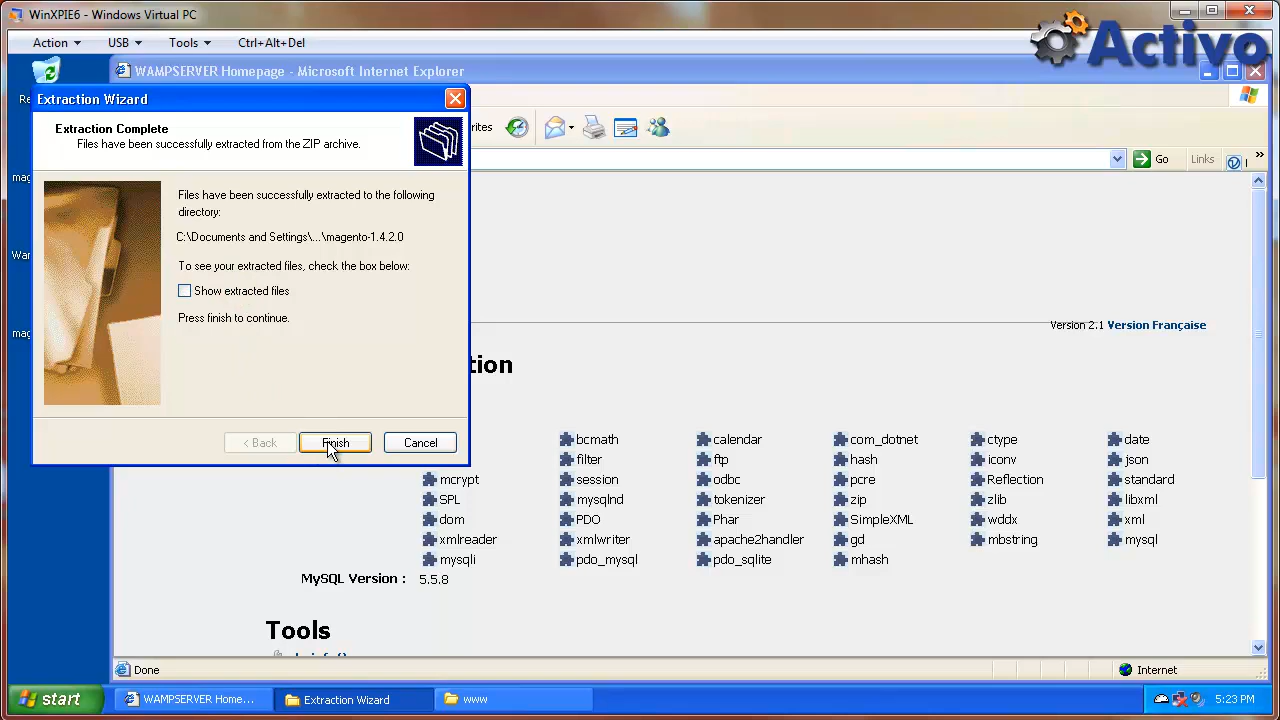 WinXPIE6 - Windows Virtual PC
Action
USB
Tools
Ctrl+Alt+Del
Activo
WAMPSERVER Homepage - Microsoft Internet Explorer
Extraction Wizard
Extraction Complete
Files have been successfully extracted from the ZIP archive.
Go
Links
»
Files have been successfully extracted to the following
directory:
C:\Documents and Settings\...\magento-1.4.2.0
To see your extracted files, check the box below:
Show extracted files
Press finish to continue.
< Back
Finish
Cancel
Version 2.1 Version Française
bcmath calendar com_dotnet ctype date
filter ftp hash iconv json
mcrypt session odbc pcre Reflection standard
SPL mysqlnd tokenizer zip zlib libxml
dom PDO Phar SimpleXML wddx xml
xmlreader xmlwriter apache2handler gd mbstring mysql
mysqli pdo_mysql pdo_sqlite mhash
MySQL Version : 5.5.8
Tools
Done
Internet
start
WAMPSERVER Home...
Extraction Wizard
www
5:23 PM